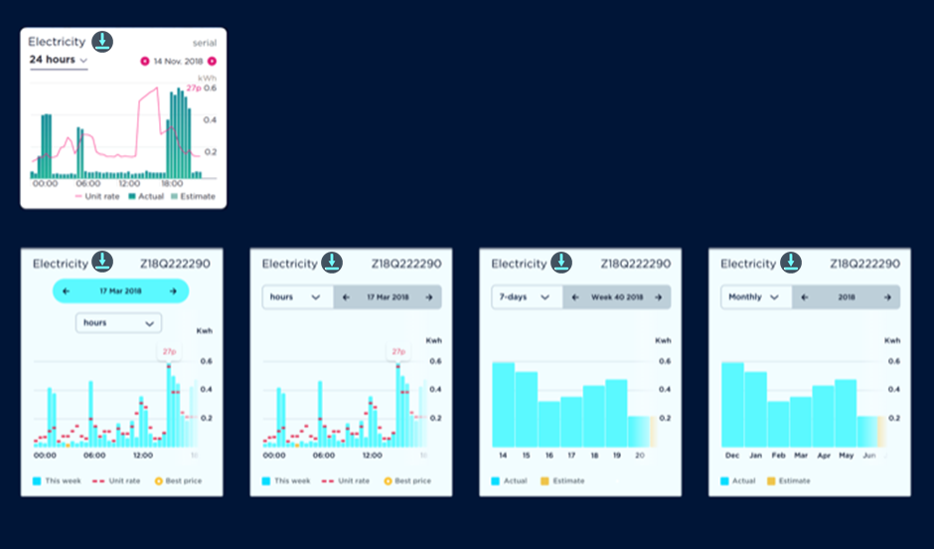 Electricity serial
24 hours 14 Nov. 2018
kWh
27p 0.6
0.4
0.2
00:00 06:00 12:00 18:00
Unit rate Actual Estimate
Electricity Z18Q222290
17 Mar 2018
hours
Kwh
27p
0.6
0.4
0.2
00:00 06:00 12:00
This week Unit rate Best price
Electricity Z18Q222290
hours 17 Mar 2018
Kwh
27p
0.6
0.4
0.2
00:00 06:00 12:00
This week Unit rate Best price
Electricity Z18Q222290
7-days Week 40 2018
Kwh
0.6
0.4
0.2
14 15 16 17 18 19 20
Actual Estimate
Electricity Z18Q222290
Monthly 2018
Kwh
0.6
0.4
0.2
Dec Jan Feb Mar Apr May Jun
Actual Estimate